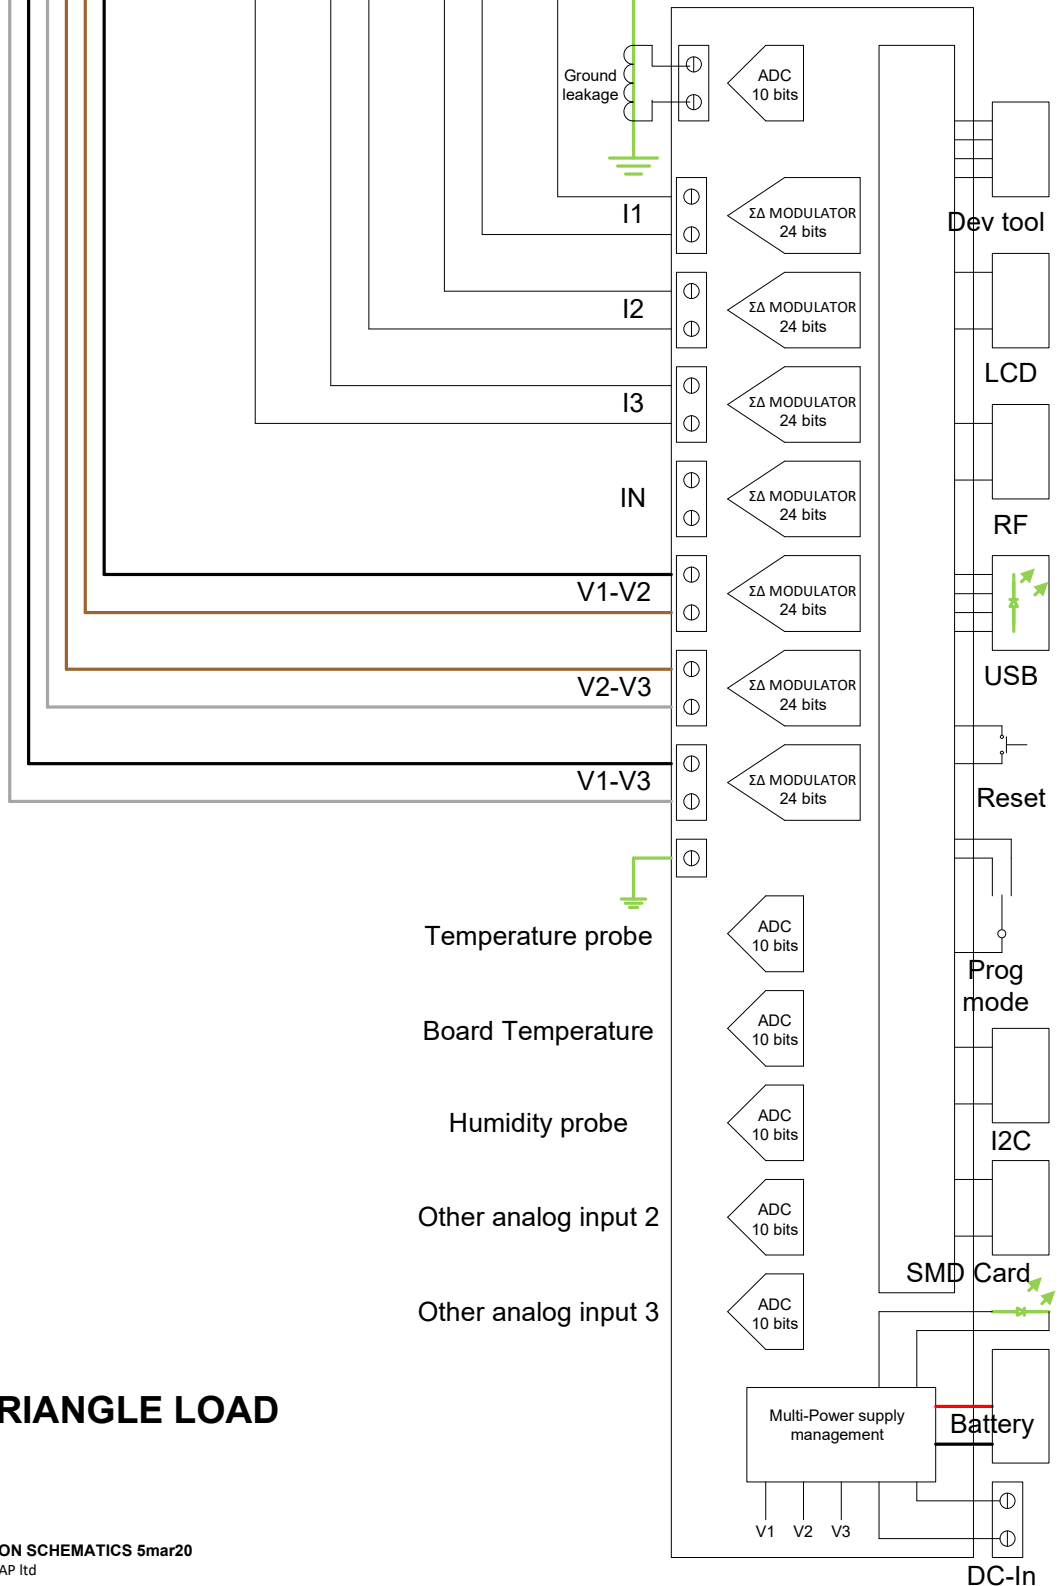 Ground
leakage
ADC
10 bits
I1
ΣΔ MODULATOR
24 bits
Dev tool
I2
ΣΔ MODULATOR
24 bits
LCD
I3
ΣΔ MODULATOR
24 bits
IN
ΣΔ MODULATOR
24 bits
RF
V1-V2
ΣΔ MODULATOR
24 bits
V2-V3
ΣΔ MODULATOR
24 bits
USB
V1-V3
ΣΔ MODULATOR
24 bits
Reset
Temperature probe
ADC
10 bits
Prog
mode
Board Temperature
ADC
10 bits
Humidity probe
ADC
10 bits
I2C
Other analog input 2
ADC
10 bits
SMD Card
Other analog input 3
ADC
10 bits
RIANGLE LOAD
Multi-Power supply
management
Battery
V1 V2 V3
ON SCHEMATICS 5mar20
AP ltd
DC-In